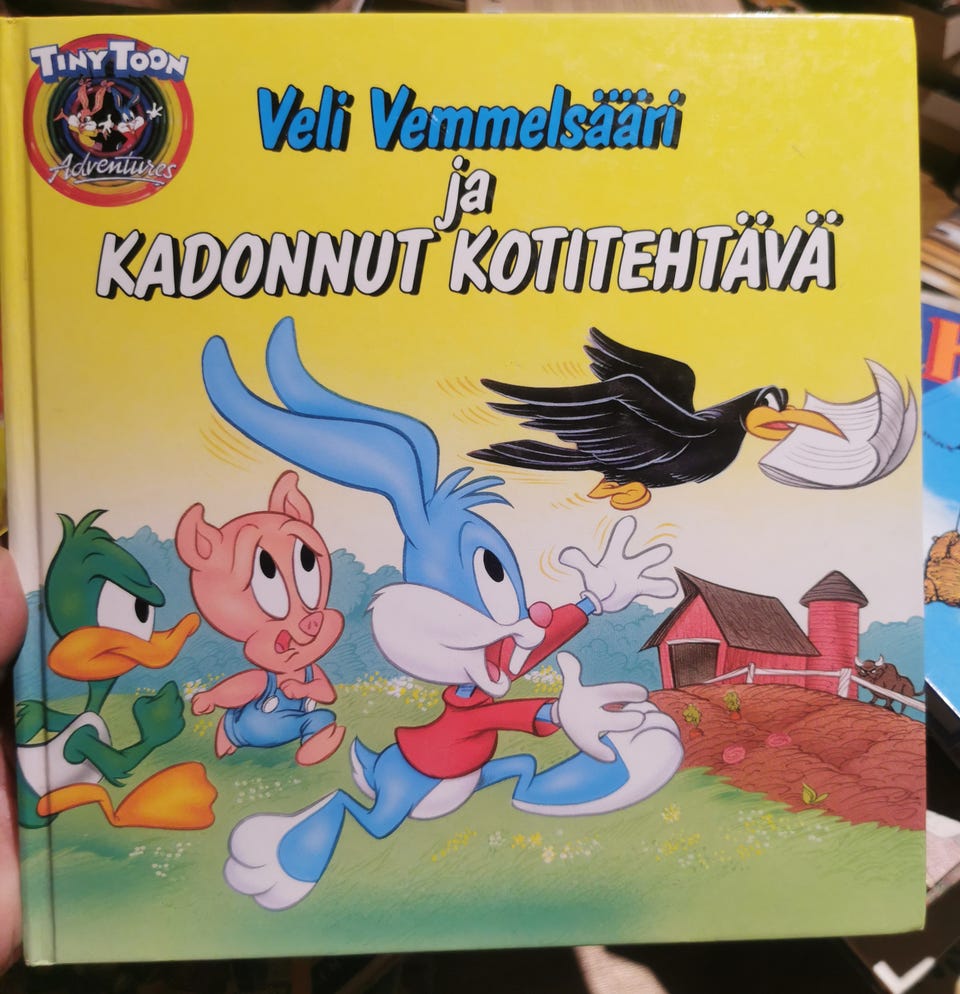 TINY TOON
Adventures
Veli Vemmelsääri
ja
KADONNUT KOTITEHTÄVÄ
H